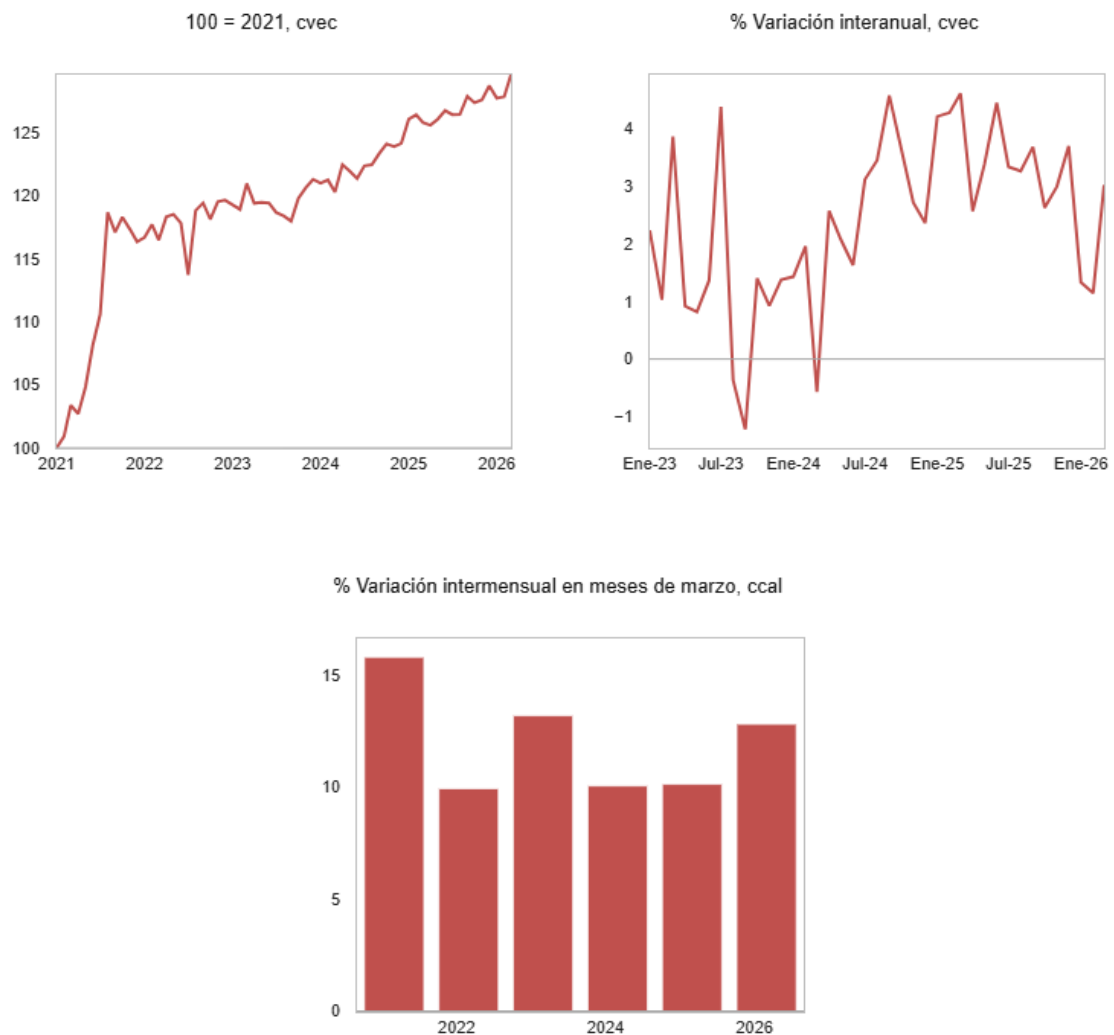 100 = 2021, cvec
125
120
115
110
105
100
2021 2022 2023 2024 2025 2026
% Variación interanual, cvec
4
3
2
1
0
−1
Ene-23 Jul-23 Ene-24 Jul-24 Ene-25 Jul-25 Ene-26
% Variación intermensual en meses de marzo, ccal
15
10
5
0
2022 2024 2026